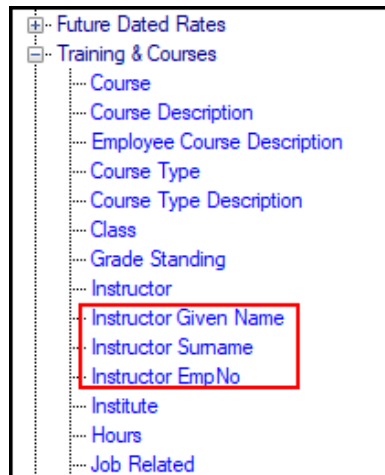 Future Dated Rates
Training & Courses
Course
Course Description
Employee Course Description
Course Type
Course Type Description
Class
Grade Standing
Instructor
Instructor Given Name
Instructor Surname
Instructor EmpNo
Institute
Hours
Job Related